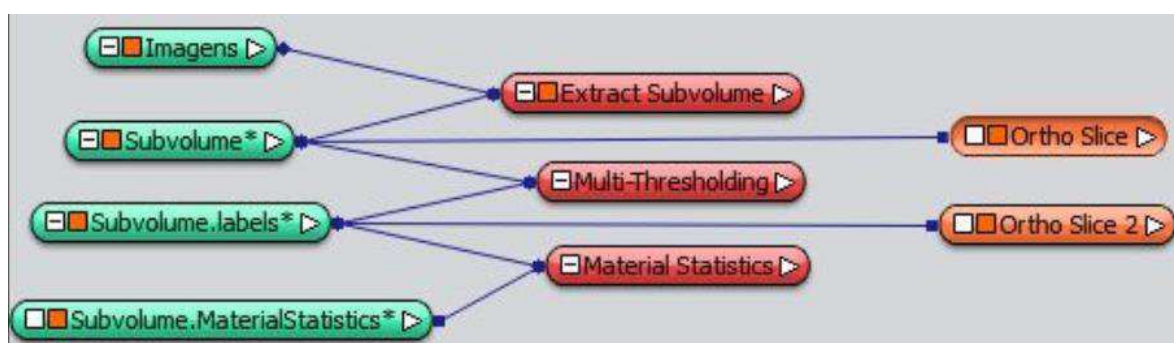 Imagens
Extract Subvolume
Subvolume*
Ortho Slice
Multi-Thresholding
Subvolume.labels*
Ortho Slice 2
Material Statistics
Subvolume.MaterialStatistics*